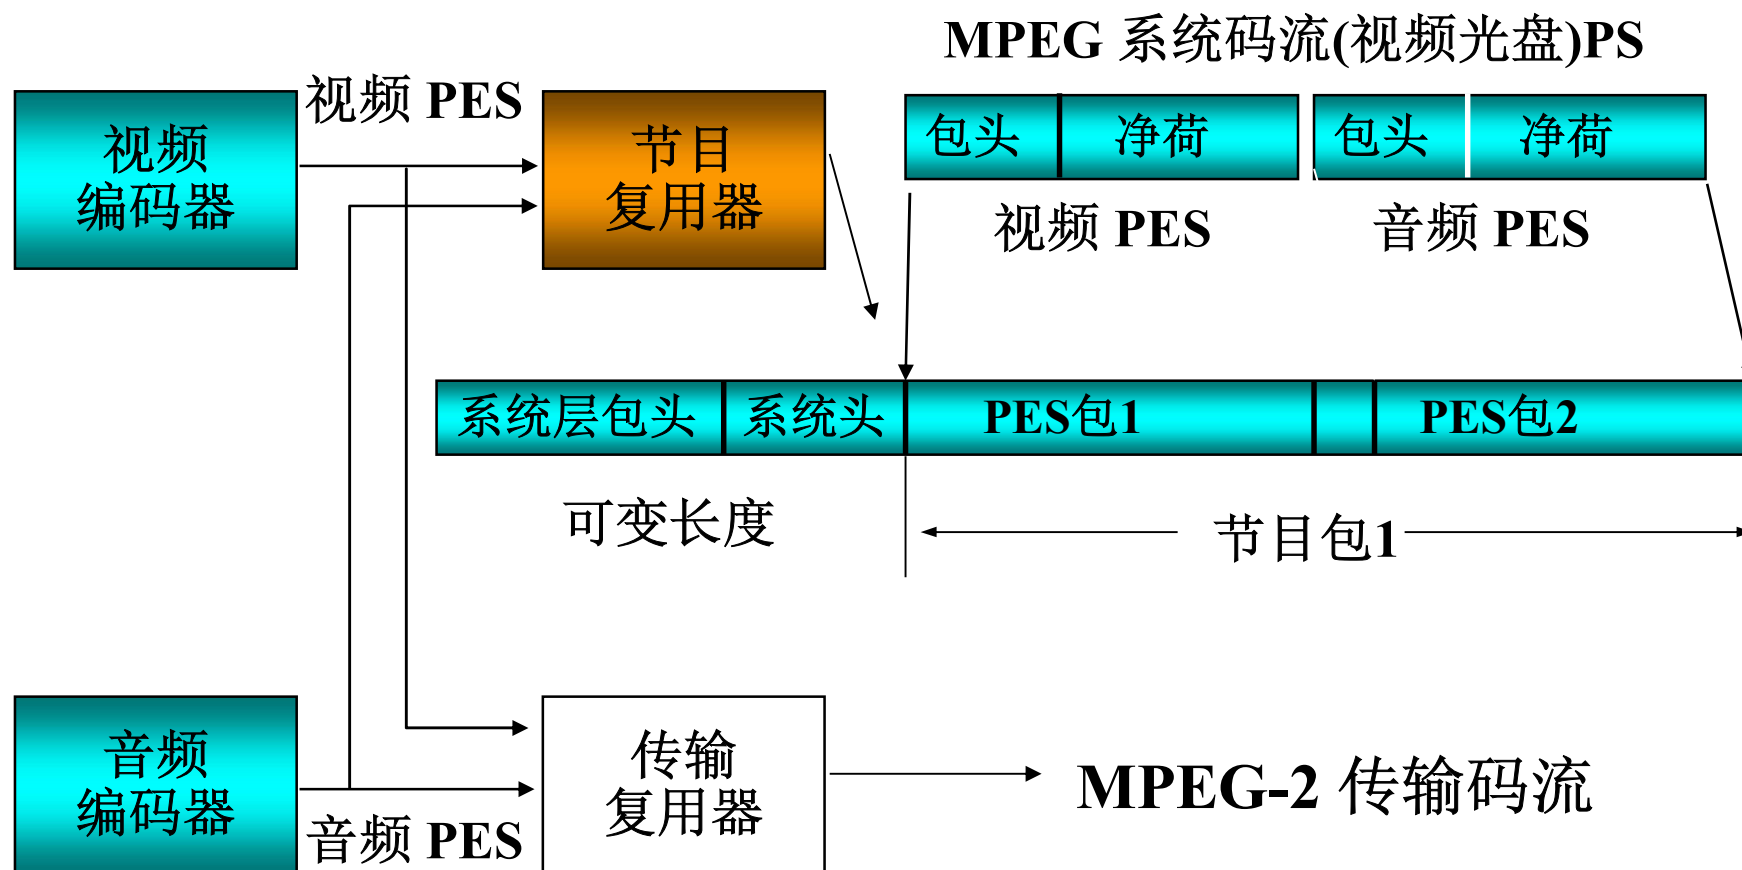 MPEG 系统码流(视频光盘)PS
视频 PES
视频
编码器
节目
复用器
包头
净荷
包头
净荷
视频 PES
音频 PES
系统层包头
系统头
PES包1
PES包2
可变长度
节目包1
音频
编码器
音频 PES
传输
复用器
MPEG-2 传输码流